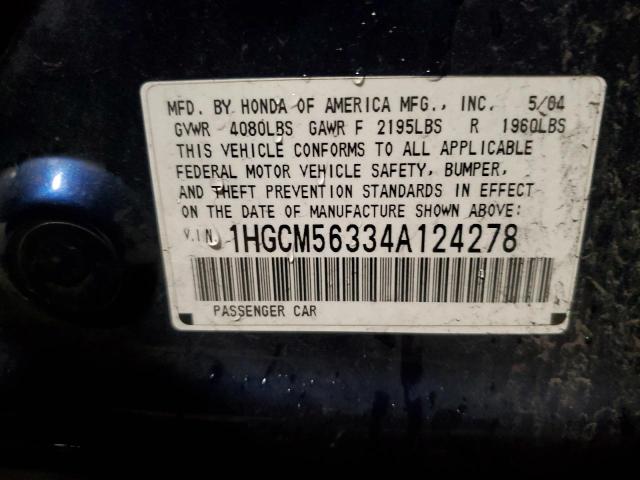 MFD. BY HONDA OF AMERICA MFG., INC. 5/04
GVWR 4080LBS GAWR F 2195LBS R 1960LBS
THIS VEHICLE CONFORMS TO ALL APPLICABLE
FEDERAL MOTOR VEHICLE SAFETY, BUMPER,
AND THEFT PREVENTION STANDARDS IN EFFECT
ON THE DATE OF MANUFACTURE SHOWN ABOVE:
V.I.N. 1HGCM56334A124278
PASSENGER CAR